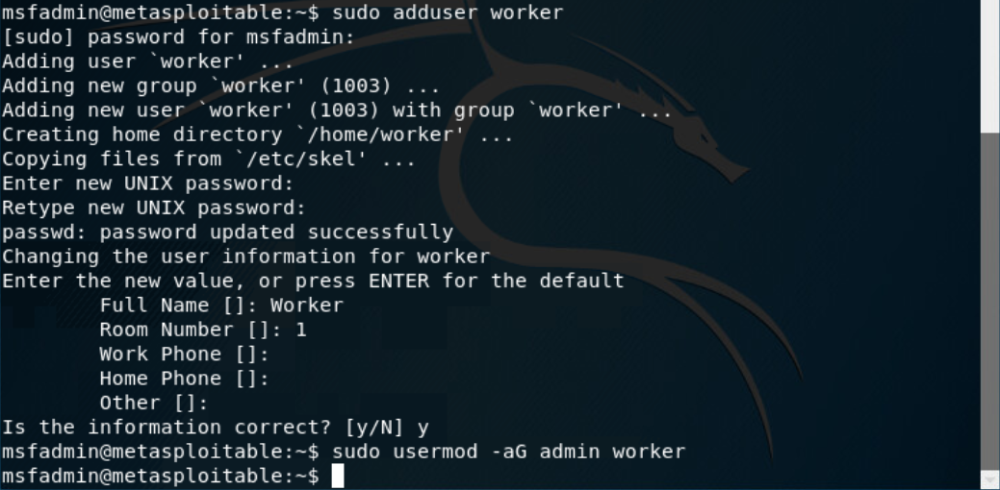 msfadmin@metasploitable:~$ sudo adduser worker
[sudo] password for msfadmin:
Adding user `worker' ...
Adding new group `worker' (1003) ...
Adding new user `worker' (1003) with group `worker' ...
Creating home directory `/home/worker' ...
Copying files from `/etc/skel' ...
Enter new UNIX password:
Retype new UNIX password:
passwd: password updated successfully
Changing the user information for worker
Enter the new value, or press ENTER for the default
        Full Name []: Worker
        Room Number []: 1
        Work Phone []:
        Home Phone []:
        Other []:
Is the information correct? [y/N] y
msfadmin@metasploitable:~$ sudo usermod -aG admin worker
msfadmin@metasploitable:~$